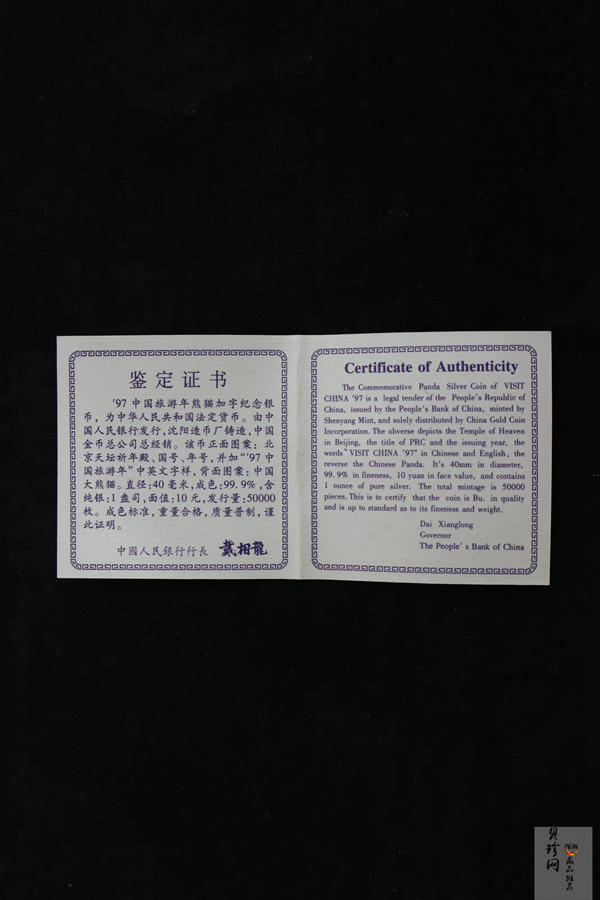 鉴定证书
'97中国旅游年熊猫加字纪念银
币，为中华人民共和国法定货币。由中
国人民银行发行，沈阳造币厂铸造，中国
金币总公司总经销。该币正面图案：北
京天坛祈年殿、国号、年号，并加“'97中
国旅游年”中英文字样，背面图案：中国
大熊猫。直径：40毫米，成色：99.9%，含
纯银：1盎司，面值：10元，发行量：50000
枚。成色标准，重量合格，质量普制，谨
此证明。
中國人民銀行行長 戴相龍
Certificate of Authenticity
The Commemorative Panda Silver Coin of VISIT
CHINA '97 is a legal tender of the People's Republic of
China, issued by the People's Bank of China, minted by
Shenyang Mint, and solely distributed by China Gold Coin
Incorporation. The obverse depicts the Temple of Heaven
in Beijing, the title of PRC and the issuing year, the
words "VISIT CHINA '97" in Chinese and English, the
reverse the Chinese Panda. It's 40mm in diameter,
99.9% in fineness, 10 yuan in face value, and contains
1 ounce of pure silver. The total mintage is 50000
pieces. This is to certify that the coin is Bu. in quality
and is up to standard as to its fineness and weight.
Dai Xianglong
Governor
The People's Bank of China
贝珍网